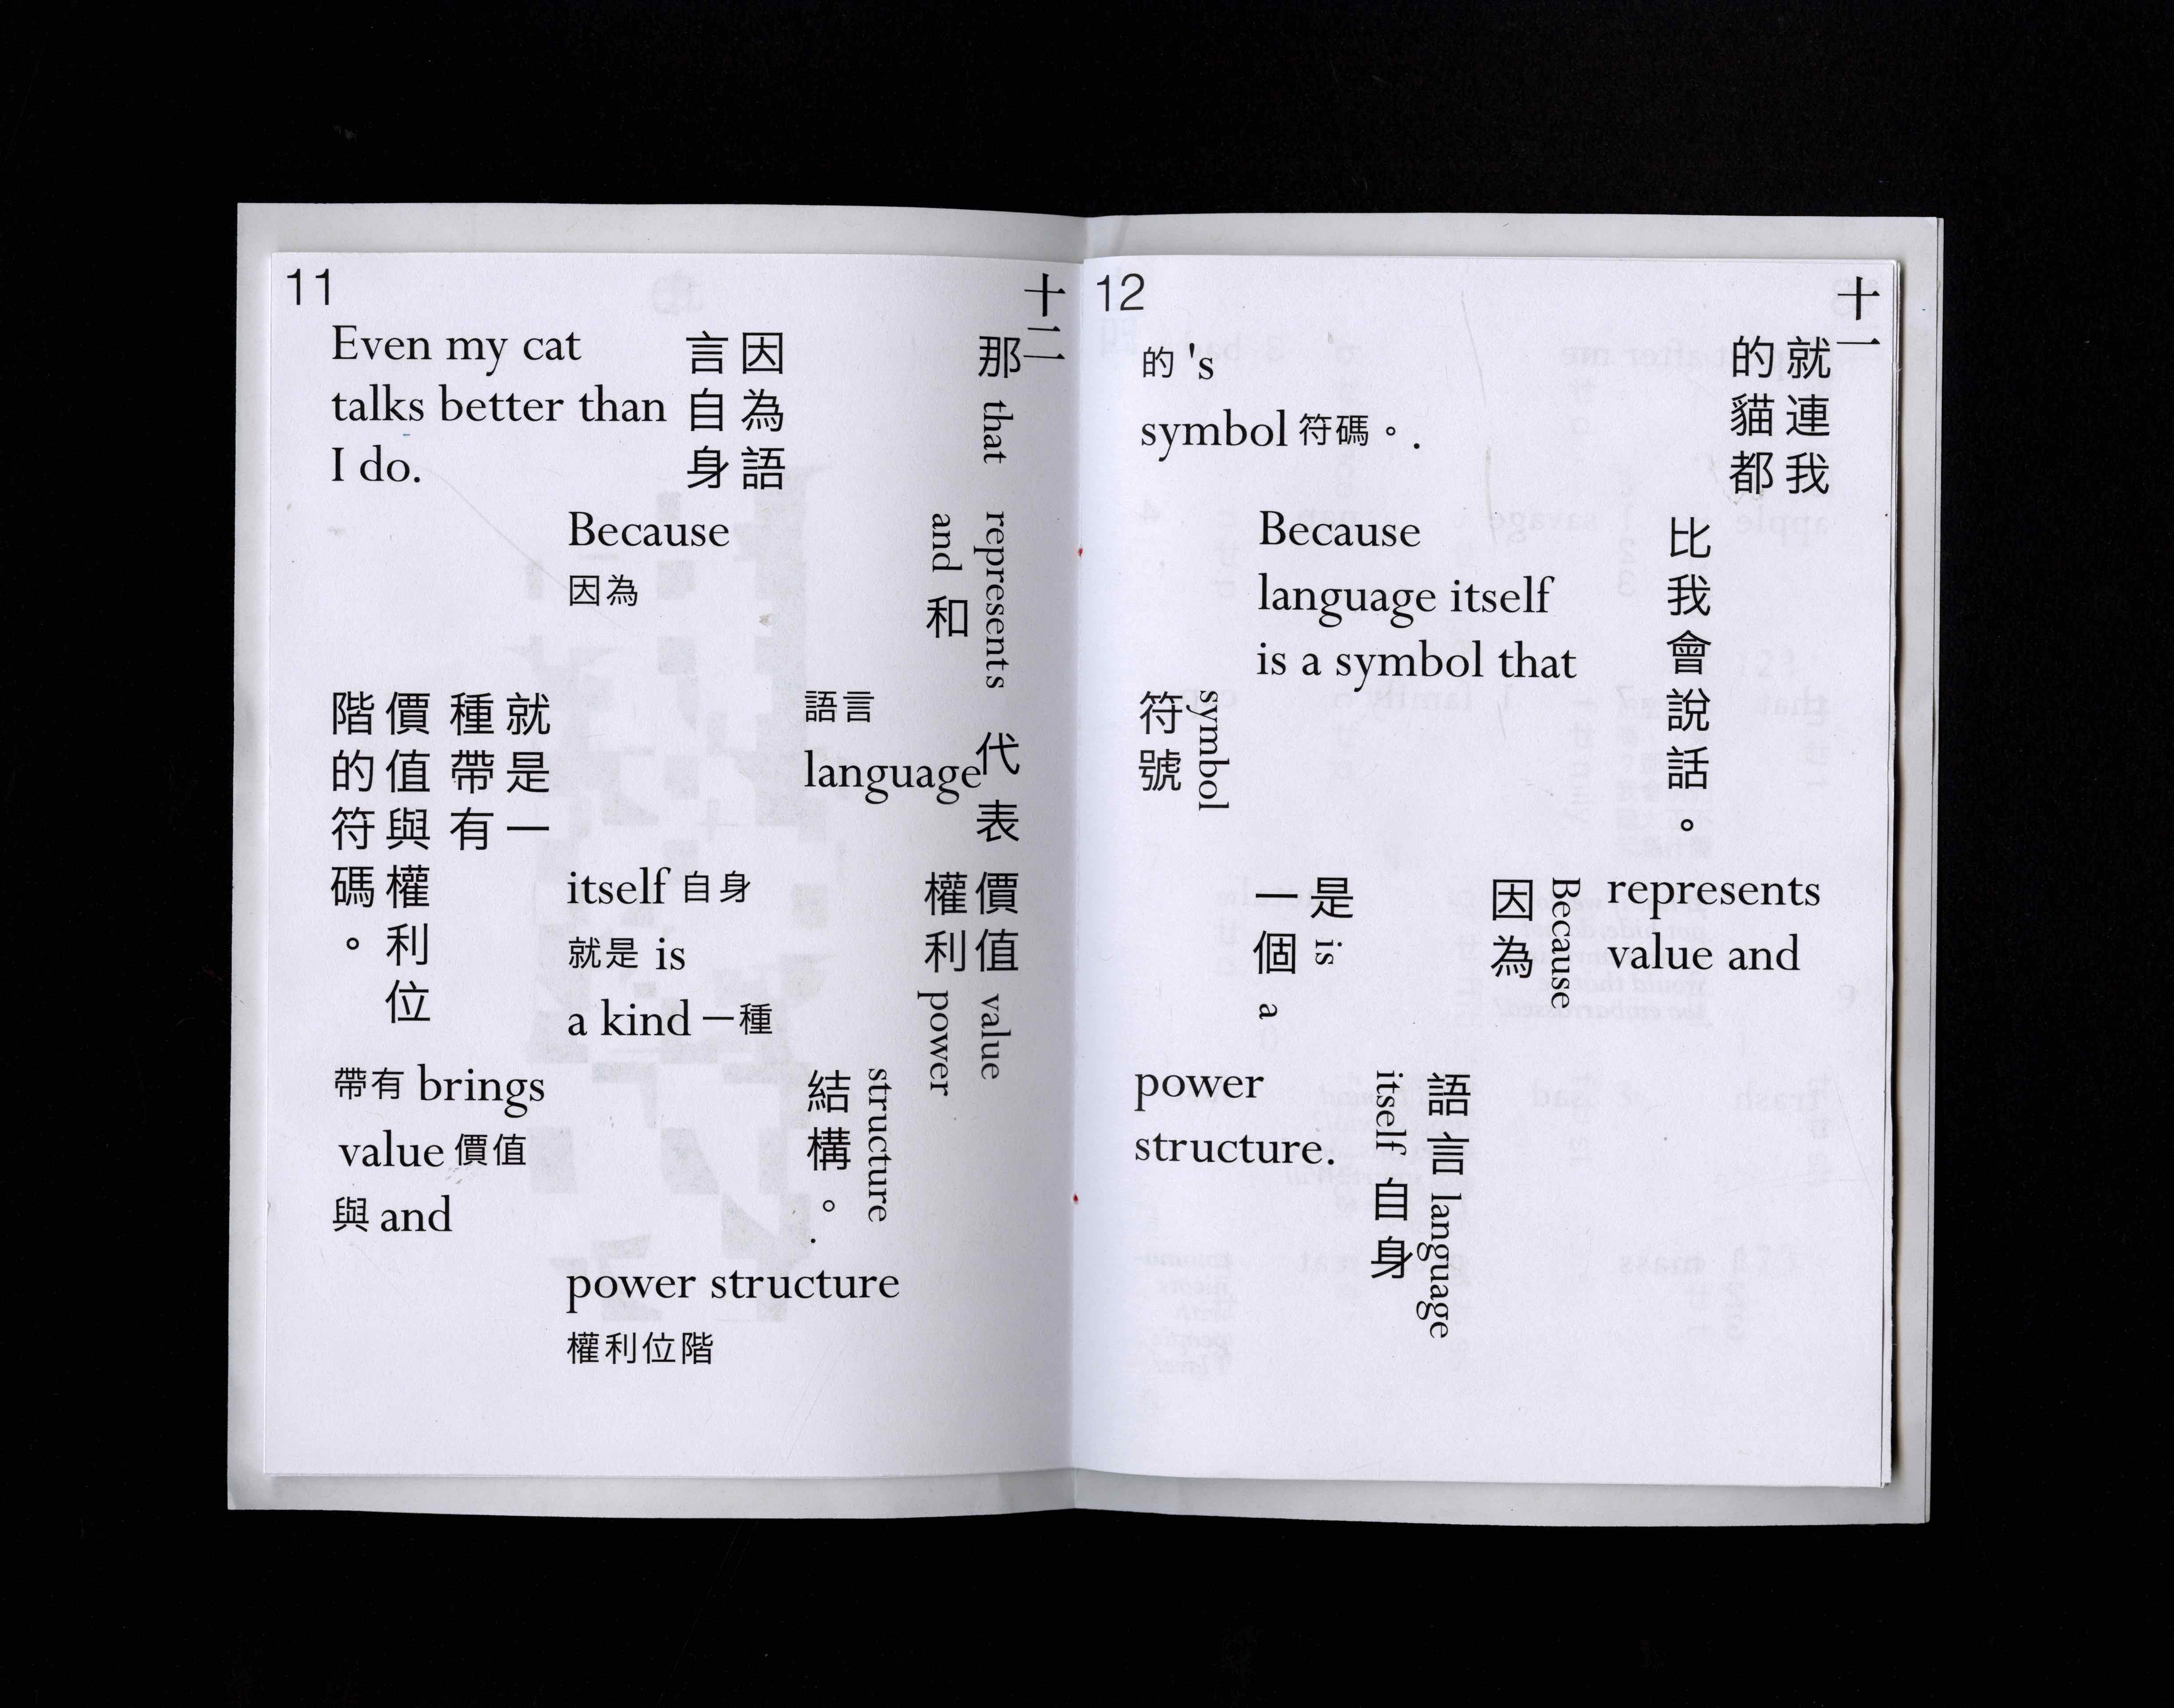 11
Even my cat
talks better than
I do.
因為語
言自身
Because
因為
語言
language
就是一
種帶有
價值與權利位
階的符碼。
itself 自身
就是 is
a kind 一種
帶有 brings
value 價值
與 and
power structure
權利位階
十二
那 that represents 代表 價值 value
and 和 權利 power
structure
結構。.
12
的 's
symbol 符碼。.
Because
language itself
is a symbol that
represents
value and
power
structure.
十一
就連我
的貓都
比我會說話。
Because
因為
語言 language
itself 自身
是 is
一個 a
symbol
符號